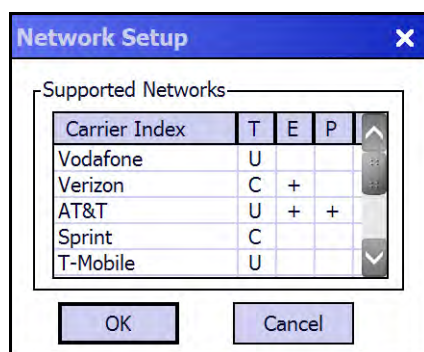 Network Setup
Supported Networks
Carrier Index T E P
Vodafone U
Verizon C +
AT&T U + +
Sprint C
T-Mobile U
OK Cancel